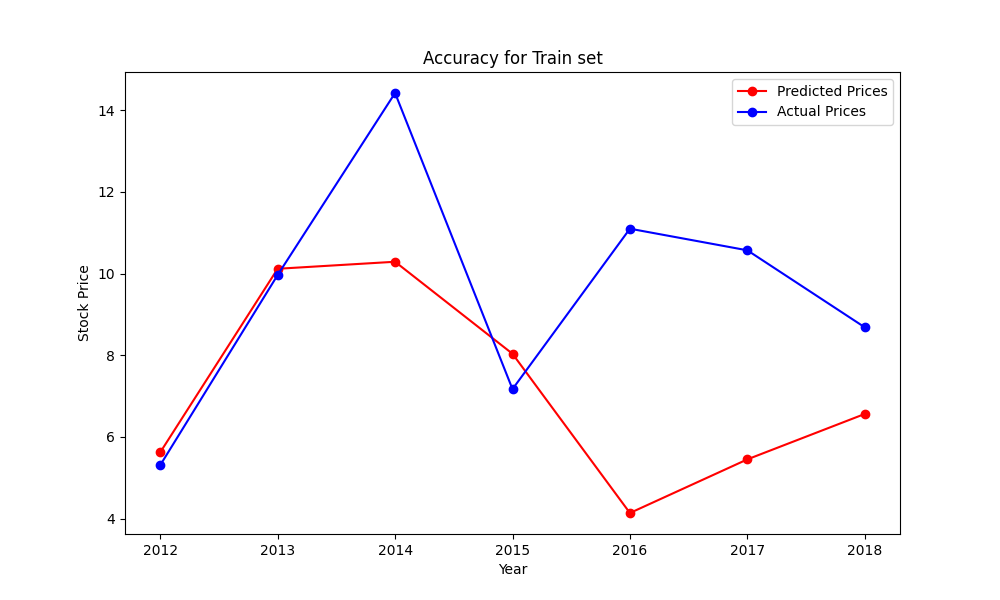 Accuracy for Train set
Predicted Prices
Actual Prices
Stock Price
14
12
10
8
6
4
2012 2013 2014 2015 2016 2017 2018
Year